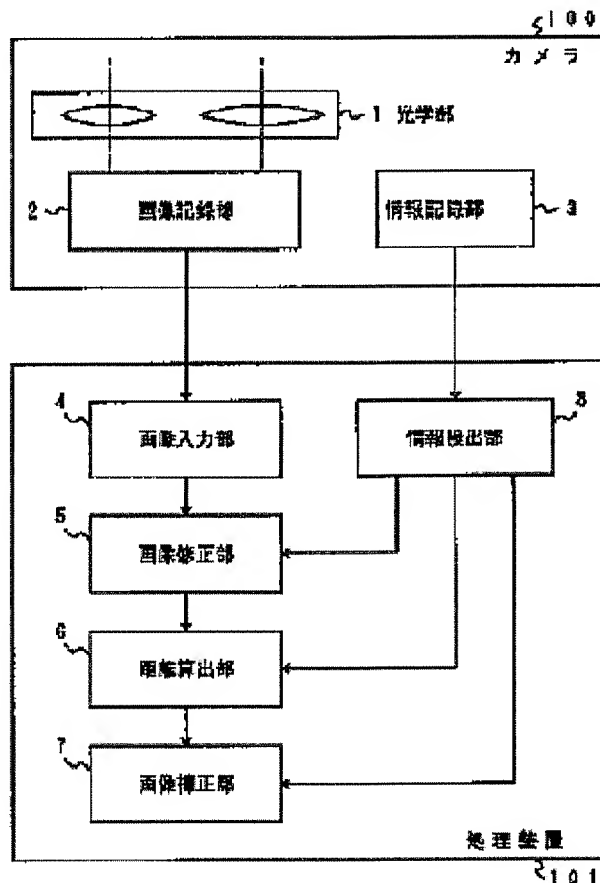 100
カメラ
1 光学部
2 画像記録部
情報記録部 3
4 画像入力部
情報検出部 8
5 画像修正部
6 距離算出部
7 画像補正部
処理装置
101